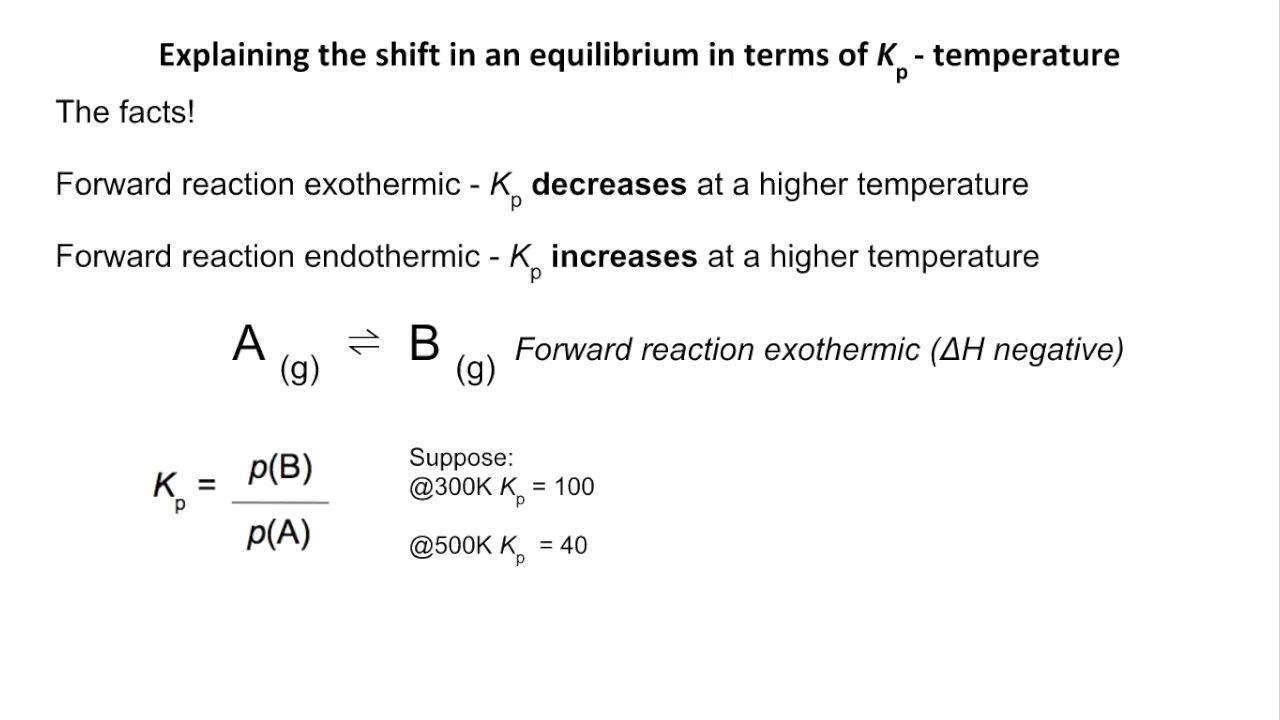 Explaining the shift in an equilibrium in terms of Kp - temperature
The facts!
Forward reaction exothermic - Kp decreases at a higher temperature
Forward reaction endothermic - Kp increases at a higher temperature
A (g) ⇌ B (g) Forward reaction exothermic (ΔH negative)
Kp = p(B)
p(A)
Suppose:
@300K Kp = 100
@500K Kp = 40